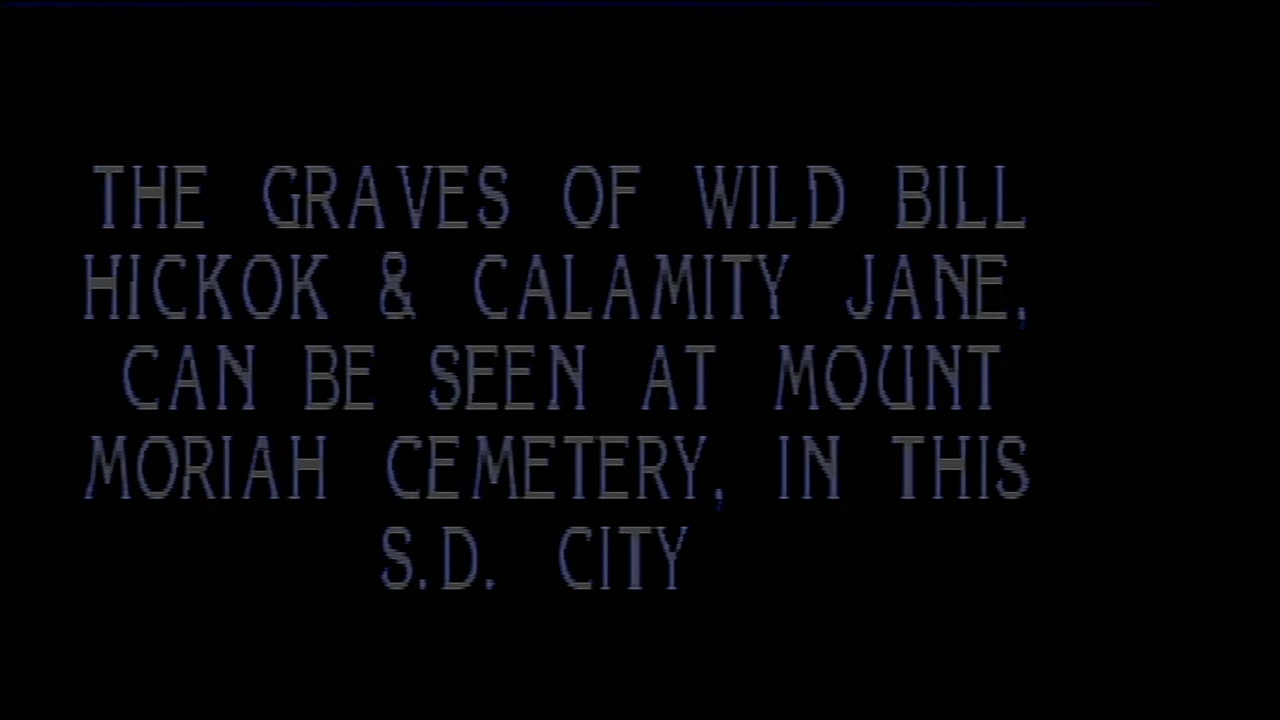 THE GRAVES OF WILD BILL
HICKOK & CALAMITY JANE,
CAN BE SEEN AT MOUNT
MORIAH CEMETERY, IN THIS
S.D. CITY